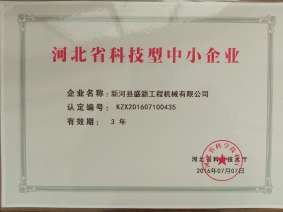 河北省科技型中小企业
企业名称：新河县盛源工程机械有限公司
认定编号：KZX201607100435
有效期：3 年
河北省科学技术厅
2016年07月07日